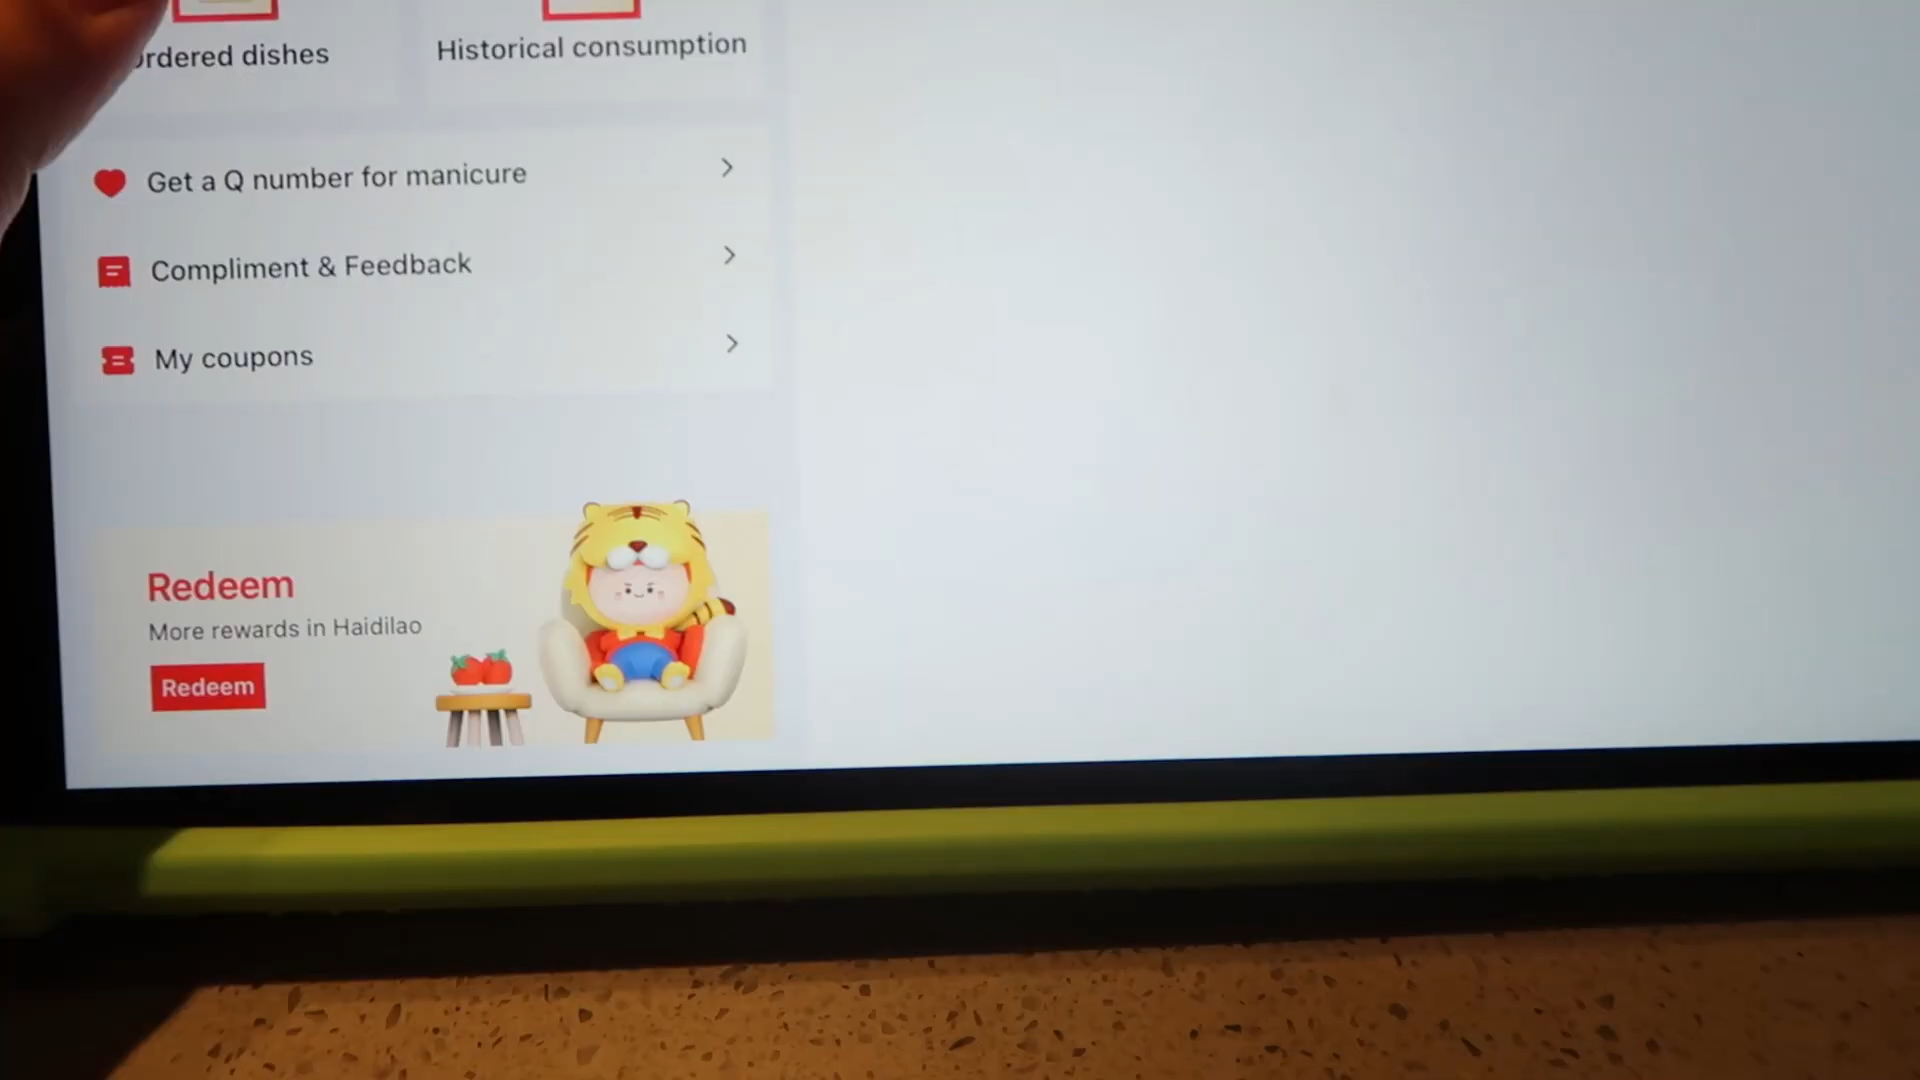 rdered dishes
Historical consumption
Get a Q number for manicure
Compliment & Feedback
My coupons
Redeem
More rewards in Haidilao
Redeem